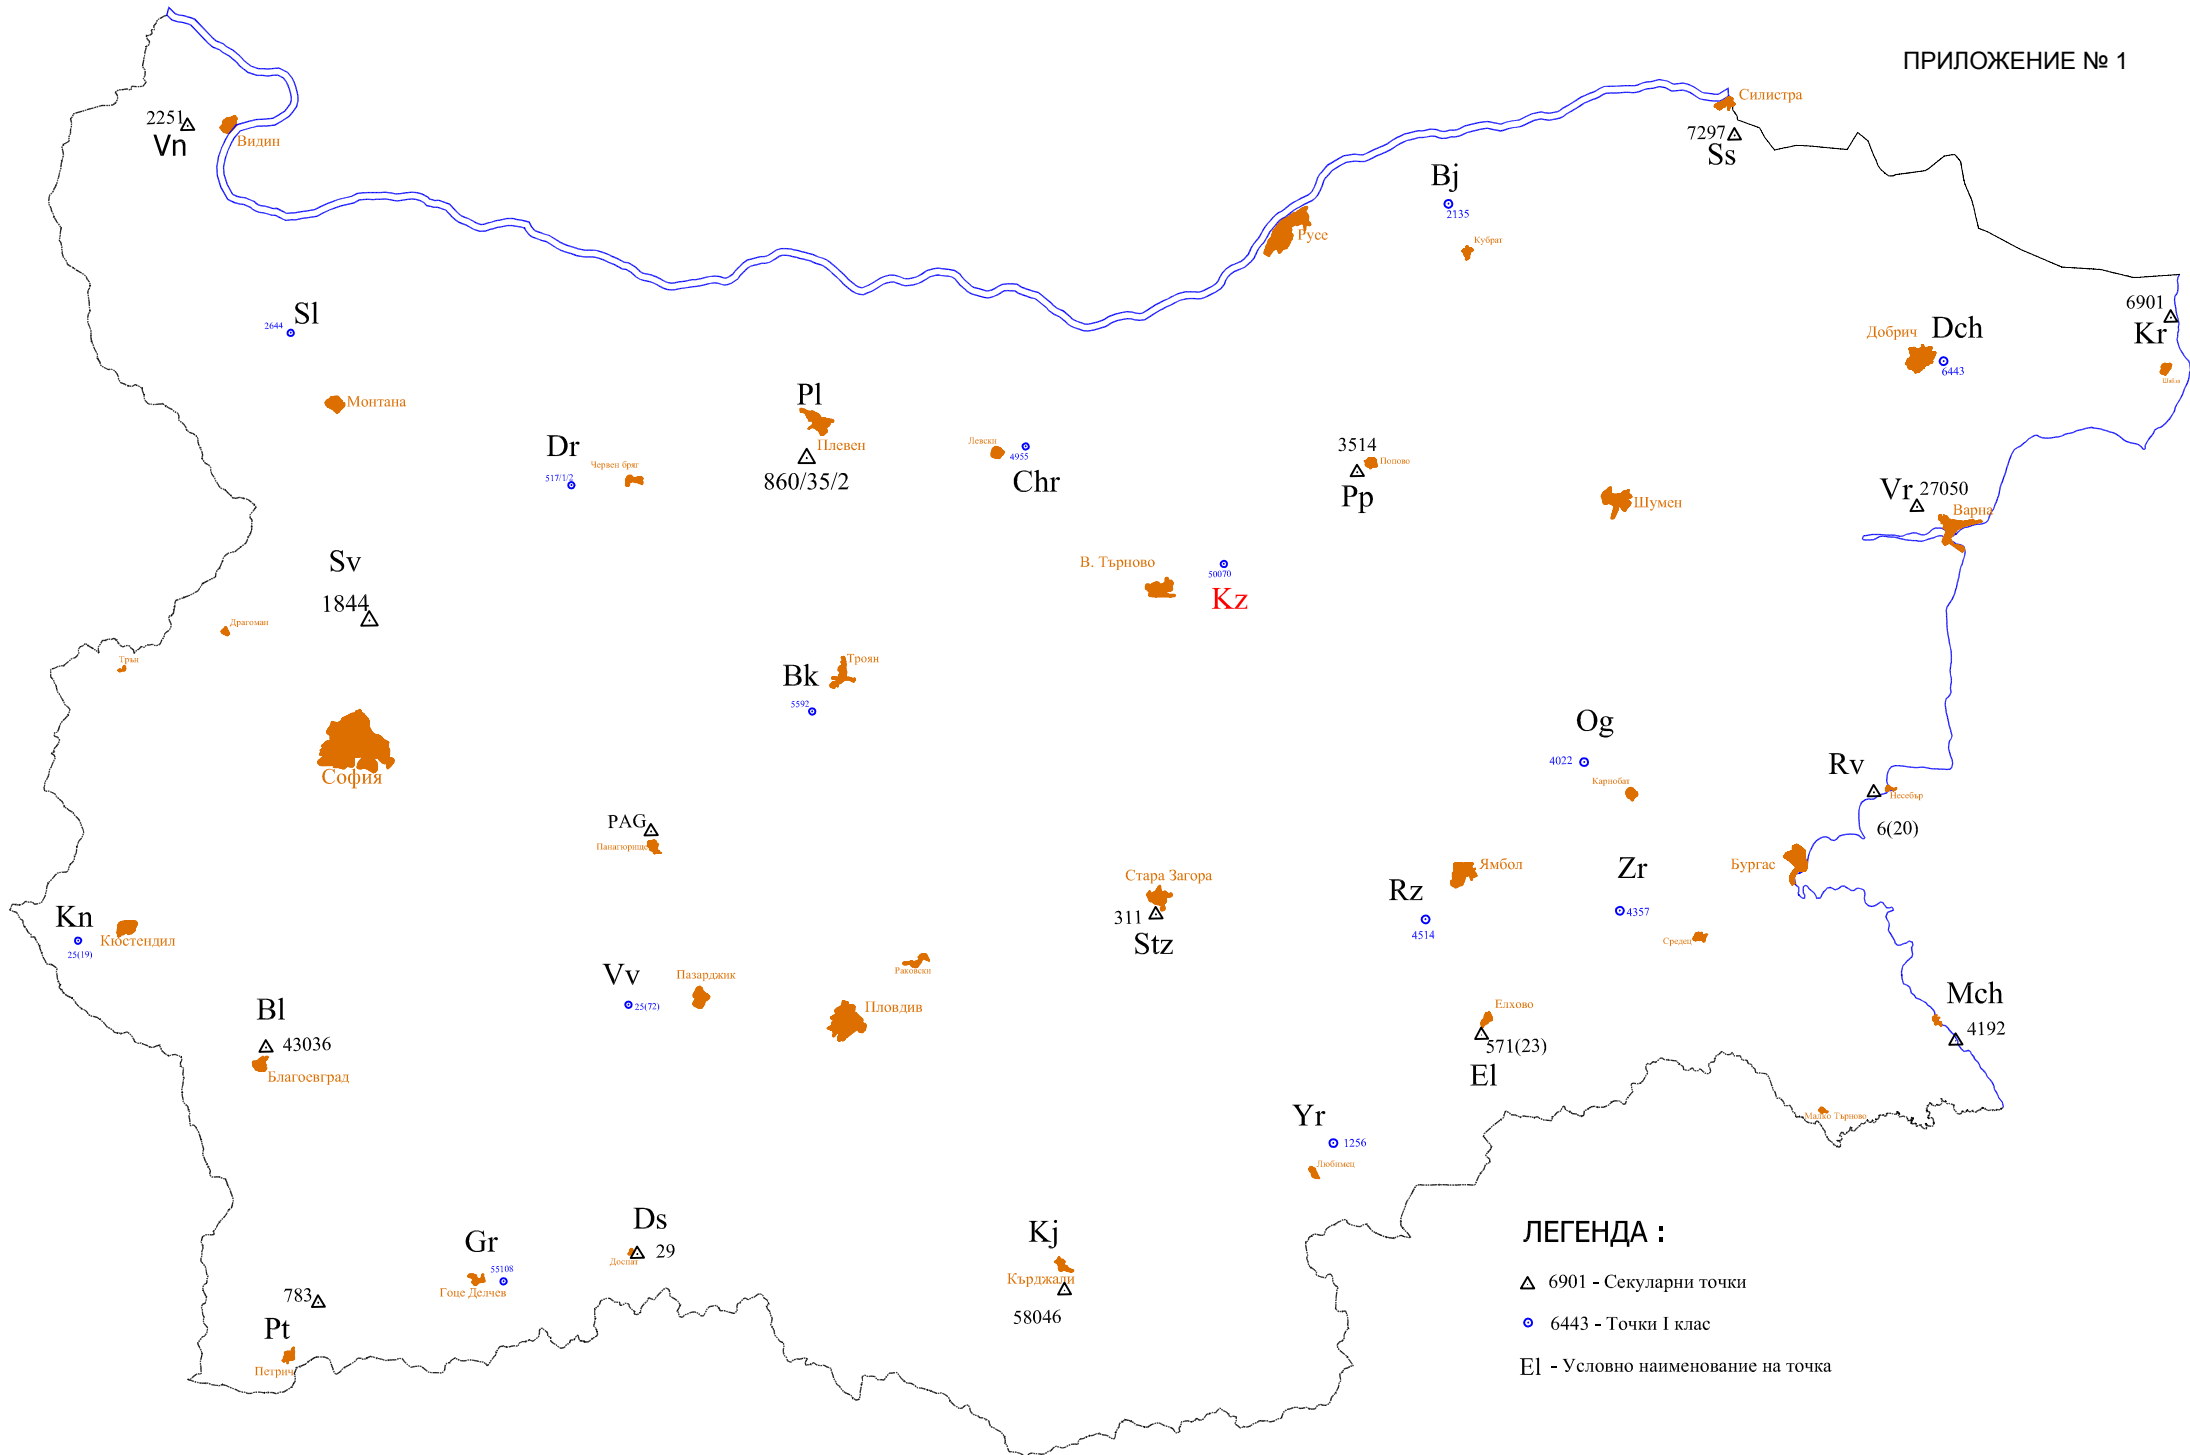 ПРИЛОЖЕНИЕ № 1
Силистра
2251
Vn
Видин
7297
Ss
Bj
2135
Русе
Кубрат
6901
Kr
Sl
2644
Добрич
Dch
6443
Монтана
Pl
Плевен
860/35/2
Dr
Червен бряг
517/1/2
Левски
4955
Chr
3514
Попово
Pp
Шумен
Vr
27050
Варна
Sv
1844
В. Търново
50070
Kz
Драгоман
Трън
Троян
Bk
5592
София
Og
4022
Карнобат
Rv
Несебър
6(20)
PAG
Панагюрище
Стара Загора
311
Stz
Ямбол
Rz
4514
Zr
4357
Бургас
Средец
Kn
Кюстендил
25(19)
Vv
Пазарджик
25(72)
Раковски
Пловдив
Bl
43036
Благоевград
Елхово
571(23)
El
Mch
4192
Малко Търново
Yr
1256
Любимец
Gr
55108
Гоце Делчев
Ds
29
Доспат
Kj
Кърджали
58046
783
Pt
Петрич
ЛЕГЕНДА :
6901 - Секуларни точки
6443 - Точки I клас
El - Условно наименование на точка